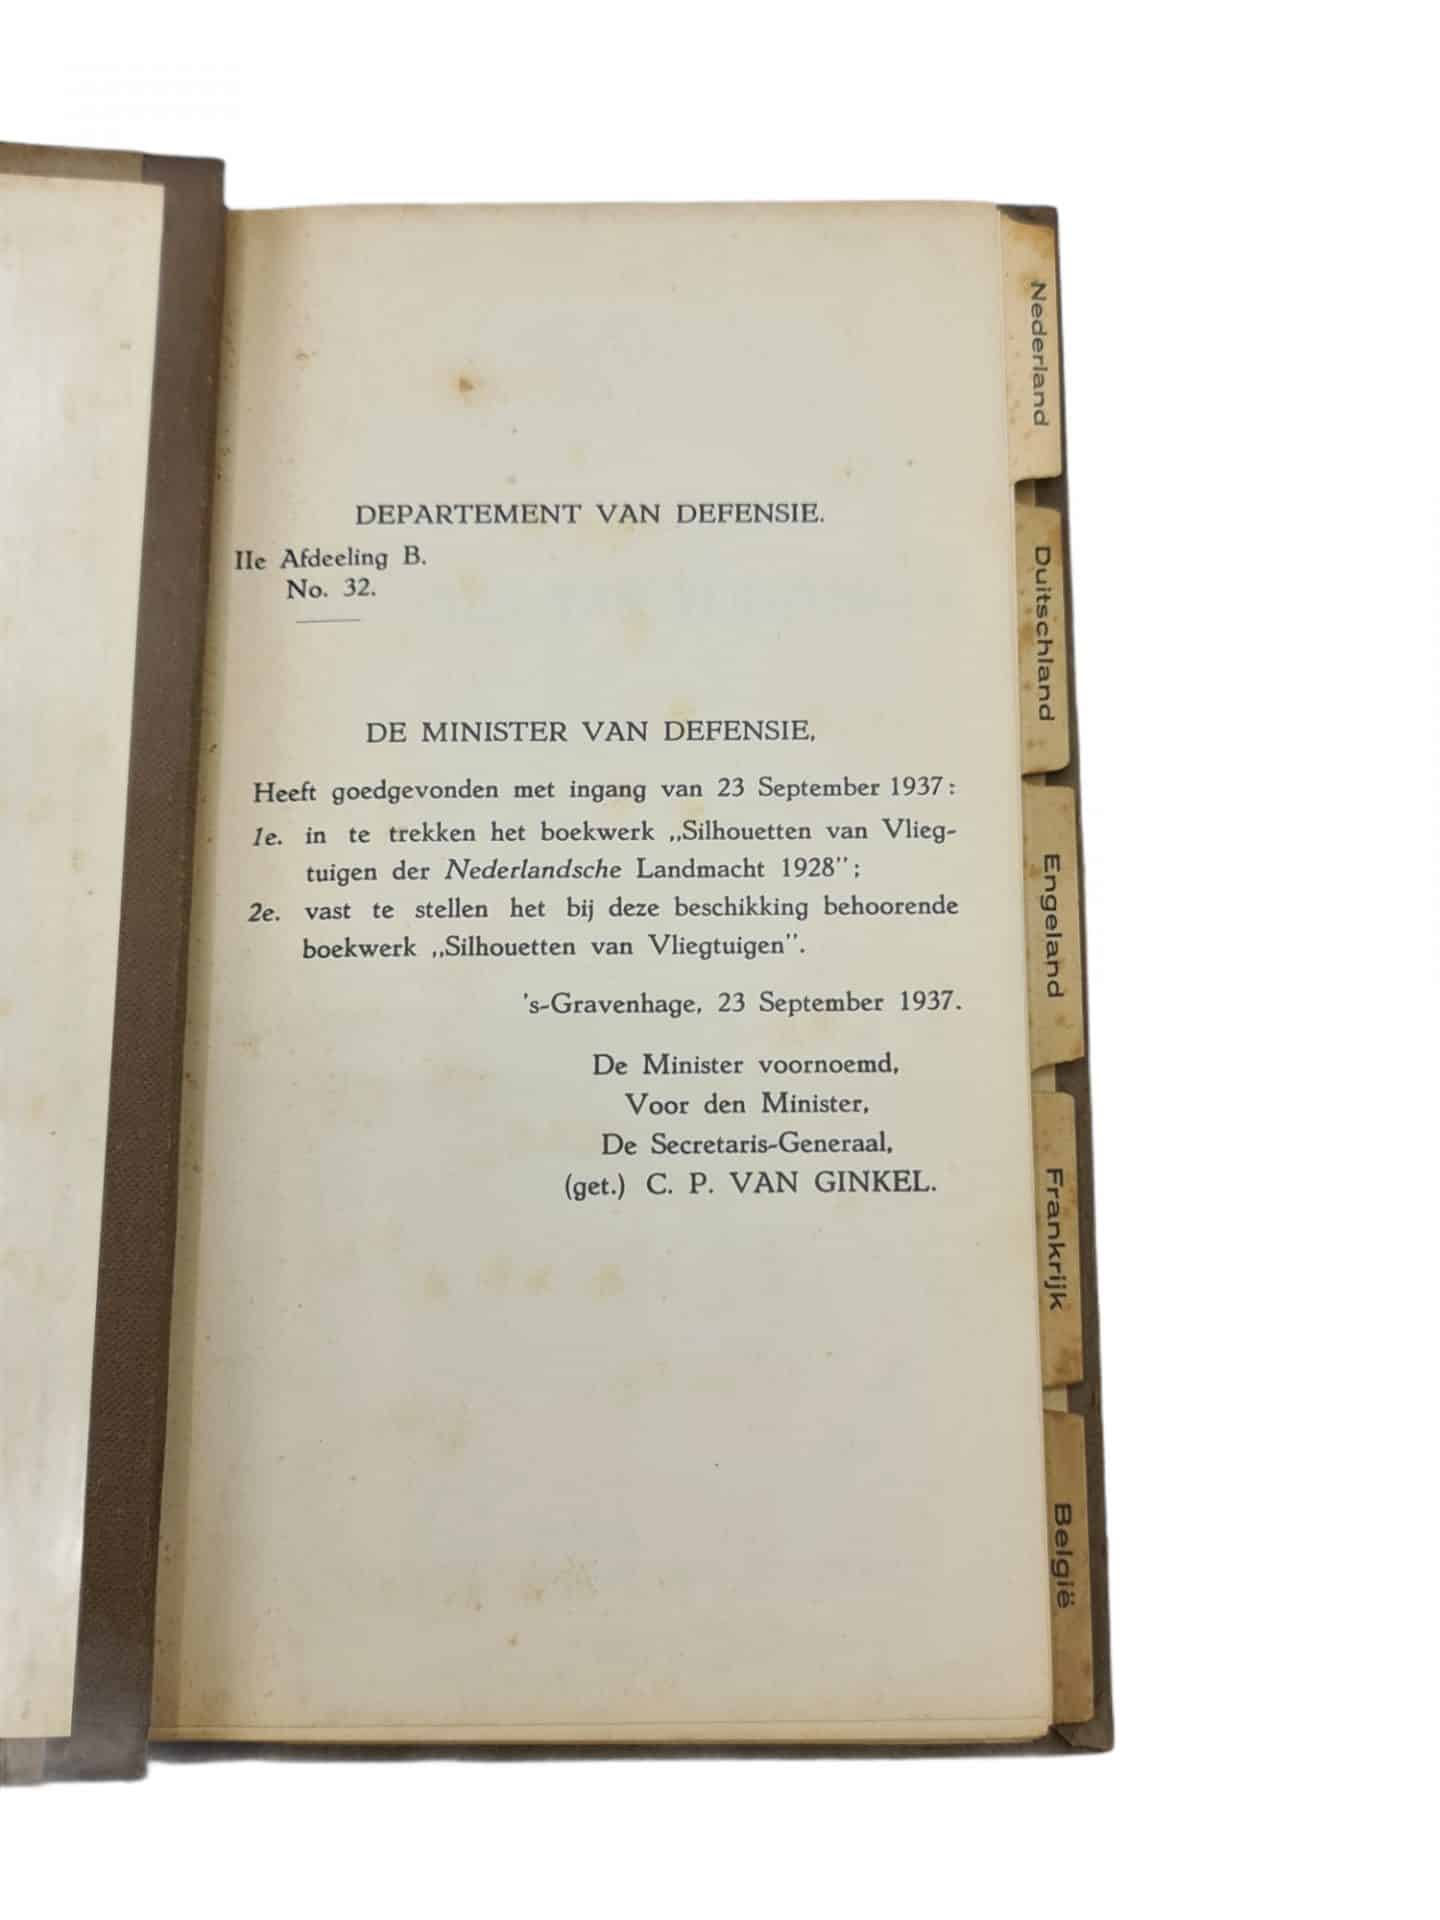 DEPARTEMENT VAN DEFENSIE.
IIe Afdeeling B.
No. 32.
DE MINISTER VAN DEFENSIE,
Heeft goedgevonden met ingang van 23 September 1937:
1e. in te trekken het boekwerk „Silhouetten van Vlieg-
tuigen der Nederlandsche Landmacht 1928";
2e. vast te stellen het bij deze beschikking behoorende
boekwerk „Silhouetten van Vliegtuigen".
's-Gravenhage, 23 September 1937.
De Minister voornoemd,
Voor den Minister,
De Secretaris-Generaal,
(get.) C. P. VAN GINKEL.
Nederland
Duitschland
Engeland
Frankrijk
België